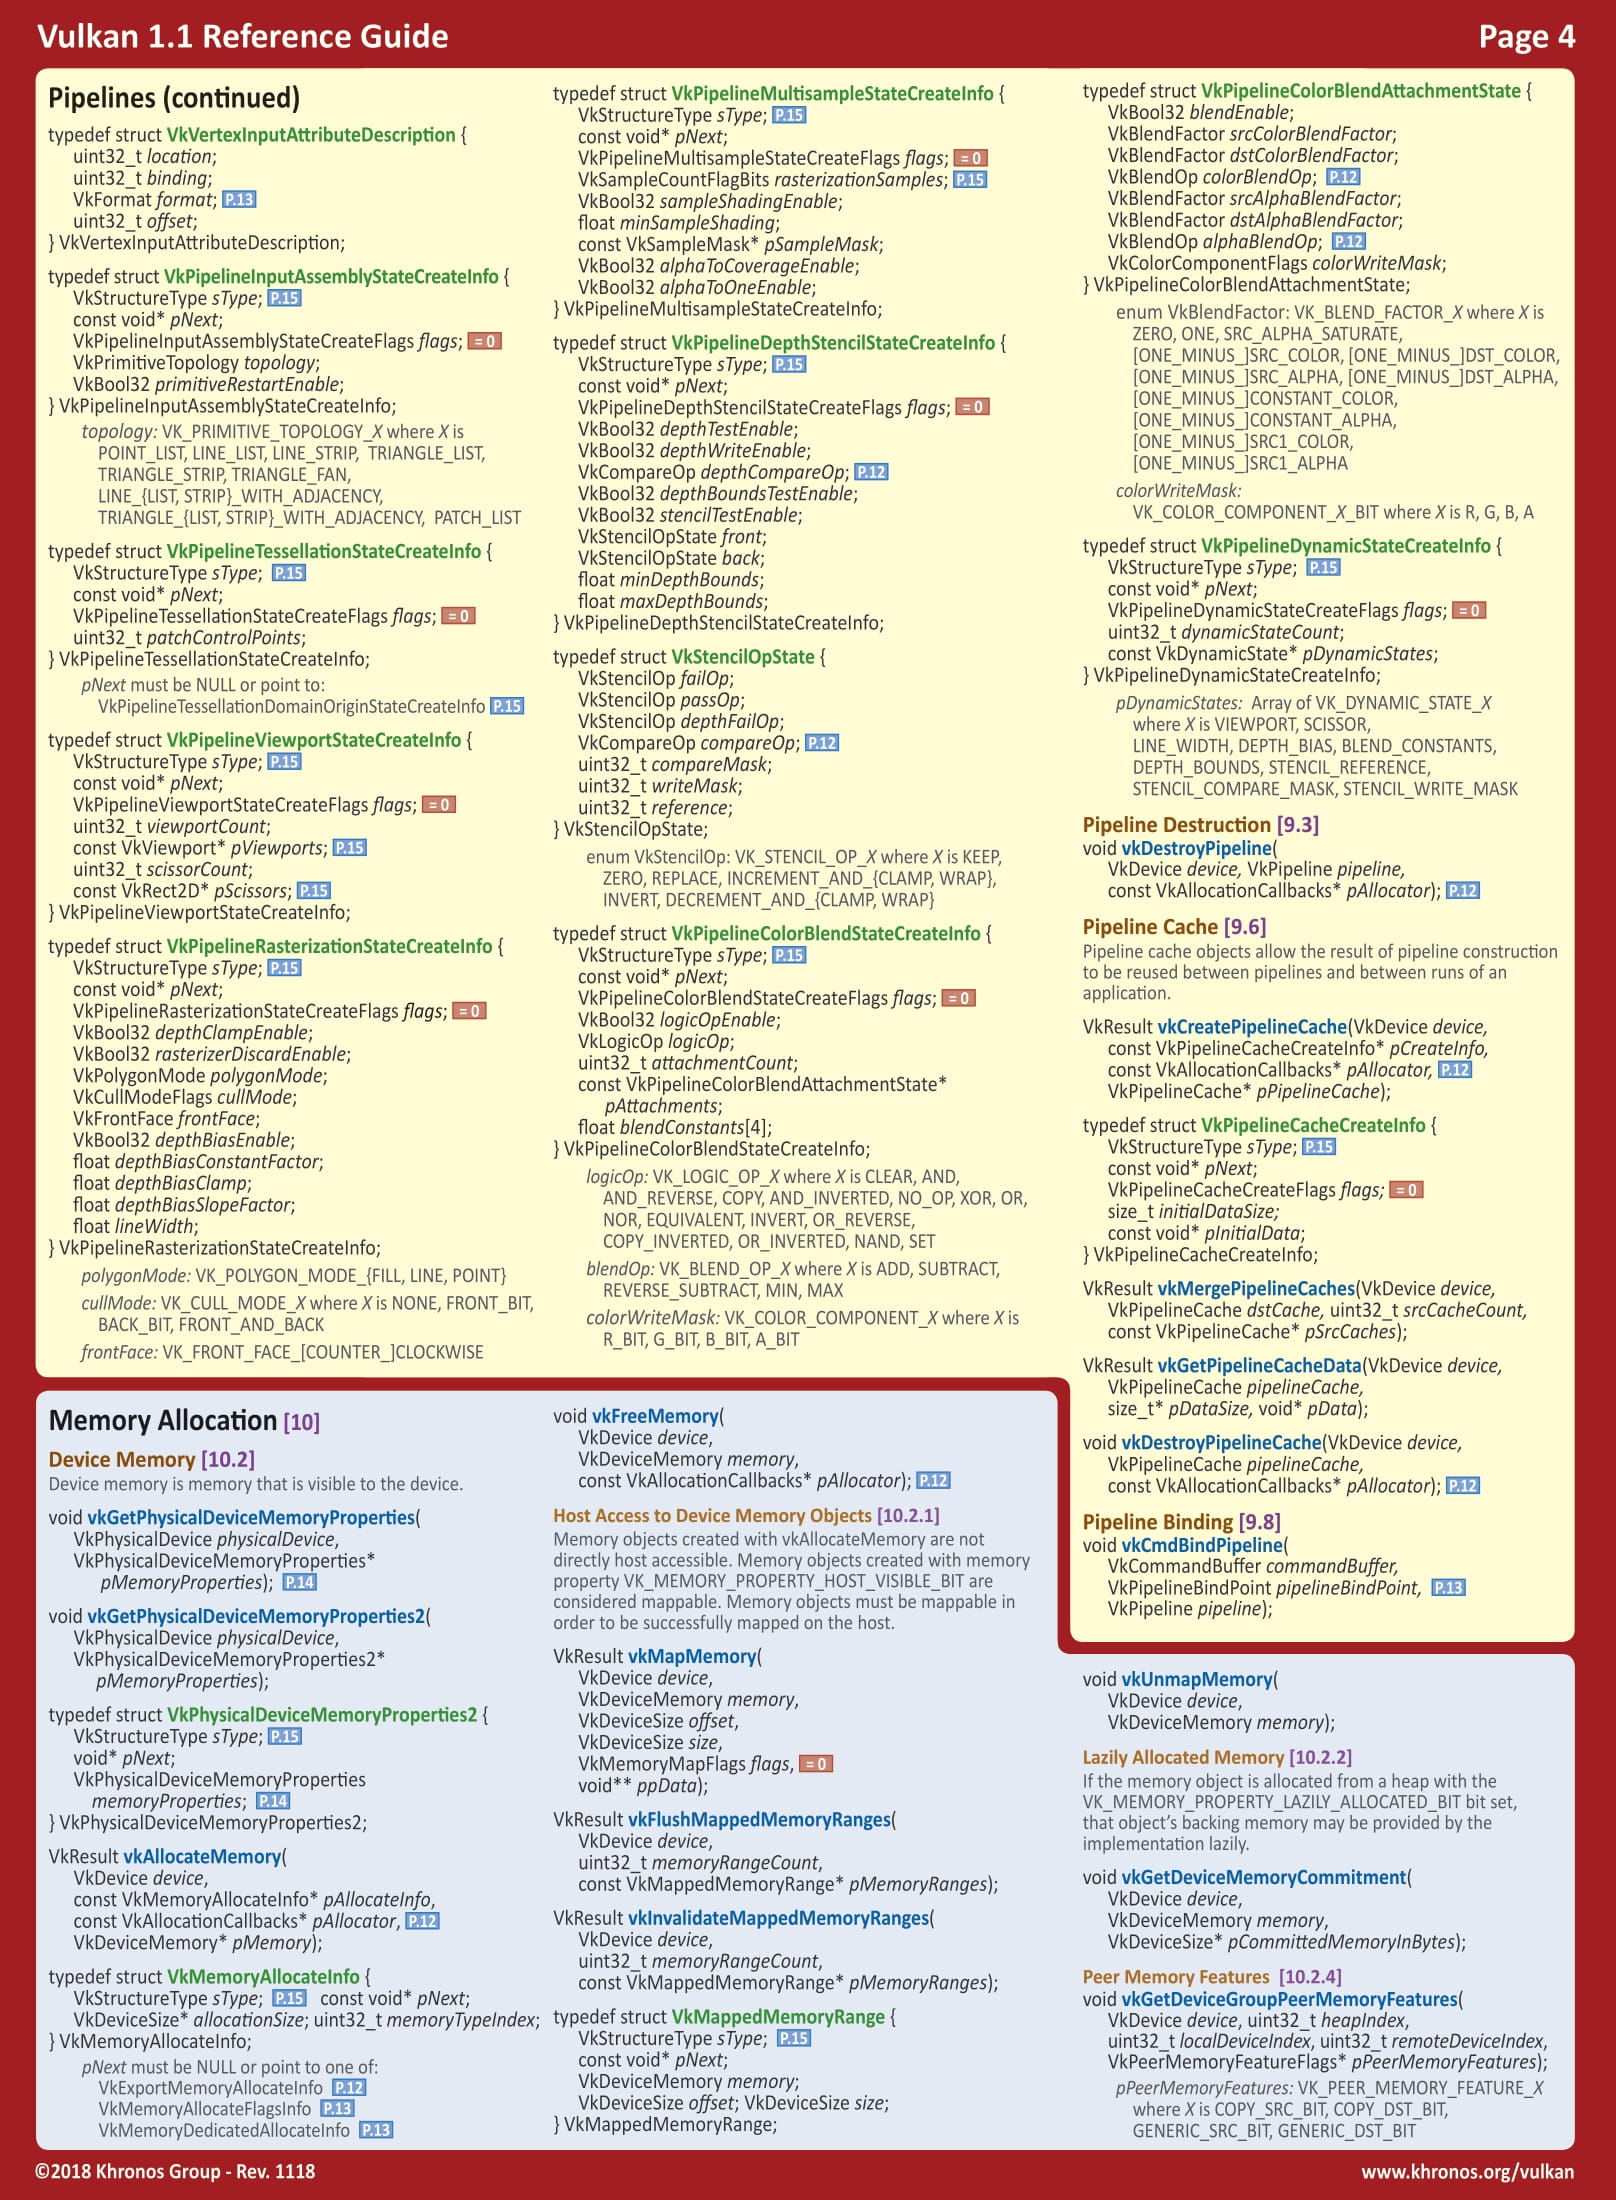 Vulkan 1.1 Reference Guide
Page 4
Pipelines (continued)
typedef struct VkVertexInputAttributeDescription {
uint32_t location;
uint32_t binding;
VkFormat format; P.13
uint32_t offset;
} VkVertexInputAttributeDescription;
typedef struct VkPipelineInputAssemblyStateCreateInfo {
VkStructureType sType; P.15
const void* pNext;
VkPipelineInputAssemblyStateCreateFlags flags; = 0
VkPrimitiveTopology topology;
VkBool32 primitiveRestartEnable;
} VkPipelineInputAssemblyStateCreateInfo;
topology: VK_PRIMITIVE_TOPOLOGY_X where X is
POINT_LIST, LINE_LIST, LINE_STRIP, TRIANGLE_LIST,
TRIANGLE_STRIP, TRIANGLE_FAN,
LINE_{LIST, STRIP}_WITH_ADJACENCY,
TRIANGLE_{LIST, STRIP}_WITH_ADJACENCY, PATCH_LIST
typedef struct VkPipelineTessellationStateCreateInfo {
VkStructureType sType; P.15
const void* pNext;
VkPipelineTessellationStateCreateFlags flags; = 0
uint32_t patchControlPoints;
} VkPipelineTessellationStateCreateInfo;
pNext must be NULL or point to:
VkPipelineTessellationDomainOriginStateCreateInfo P.15
typedef struct VkPipelineViewportStateCreateInfo {
VkStructureType sType; P.15
const void* pNext;
VkPipelineViewportStateCreateFlags flags; = 0
uint32_t viewportCount;
const VkViewport* pViewports; P.15
uint32_t scissorCount;
const VkRect2D* pScissors; P.15
} VkPipelineViewportStateCreateInfo;
typedef struct VkPipelineRasterizationStateCreateInfo {
VkStructureType sType; P.15
const void* pNext;
VkPipelineRasterizationStateCreateFlags flags; = 0
VkBool32 depthClampEnable;
VkBool32 rasterizerDiscardEnable;
VkPolygonMode polygonMode;
VkCullModeFlags cullMode;
VkFrontFace frontFace;
VkBool32 depthBiasEnable;
float depthBiasConstantFactor;
float depthBiasClamp;
float depthBiasSlopeFactor;
float lineWidth;
} VkPipelineRasterizationStateCreateInfo;
polygonMode: VK_POLYGON_MODE_{FILL, LINE, POINT}
cullMode: VK_CULL_MODE_X where X is NONE, FRONT_BIT,
BACK_BIT, FRONT_AND_BACK
frontFace: VK_FRONT_FACE_[COUNTER_]CLOCKWISE
typedef struct VkPipelineMultisampleStateCreateInfo {
VkStructureType sType; P.15
const void* pNext;
VkPipelineMultisampleStateCreateFlags flags; = 0
VkSampleCountFlagBits rasterizationSamples; P.15
VkBool32 sampleShadingEnable;
float minSampleShading;
const VkSampleMask* pSampleMask;
VkBool32 alphaToCoverageEnable;
VkBool32 alphaToOneEnable;
} VkPipelineMultisampleStateCreateInfo;
typedef struct VkPipelineDepthStencilStateCreateInfo {
VkStructureType sType; P.15
const void* pNext;
VkPipelineDepthStencilStateCreateFlags flags; = 0
VkBool32 depthTestEnable;
VkBool32 depthWriteEnable;
VkCompareOp depthCompareOp; P.12
VkBool32 depthBoundsTestEnable;
VkBool32 stencilTestEnable;
VkStencilOpState front;
VkStencilOpState back;
float minDepthBounds;
float maxDepthBounds;
} VkPipelineDepthStencilStateCreateInfo;
typedef struct VkStencilOpState {
VkStencilOp failOp;
VkStencilOp passOp;
VkStencilOp depthFailOp;
VkCompareOp compareOp; P.12
uint32_t compareMask;
uint32_t writeMask;
uint32_t reference;
} VkStencilOpState;
enum VkStencilOp: VK_STENCIL_OP_X where X is KEEP,
ZERO, REPLACE, INCREMENT_AND_{CLAMP, WRAP},
INVERT, DECREMENT_AND_{CLAMP, WRAP}
typedef struct VkPipelineColorBlendStateCreateInfo {
VkStructureType sType; P.15
const void* pNext;
VkPipelineColorBlendStateCreateFlags flags; = 0
VkBool32 logicOpEnable;
VkLogicOp logicOp;
uint32_t attachmentCount;
const VkPipelineColorBlendAttachmentState*
pAttachments;
float blendConstants[4];
} VkPipelineColorBlendStateCreateInfo;
logicOp: VK_LOGIC_OP_X where X is CLEAR, AND,
AND_REVERSE, COPY, AND_INVERTED, NO_OP, XOR, OR,
NOR, EQUIVALENT, INVERT, OR_REVERSE,
COPY_INVERTED, OR_INVERTED, NAND, SET
blendOp: VK_BLEND_OP_X where X is ADD, SUBTRACT,
REVERSE_SUBTRACT, MIN, MAX
colorWriteMask: VK_COLOR_COMPONENT_X where X is
R_BIT, G_BIT, B_BIT, A_BIT
typedef struct VkPipelineColorBlendAttachmentState {
VkBool32 blendEnable;
VkBlendFactor srcColorBlendFactor;
VkBlendFactor dstColorBlendFactor;
VkBlendOp colorBlendOp; P.12
VkBlendFactor srcAlphaBlendFactor;
VkBlendFactor dstAlphaBlendFactor;
VkBlendOp alphaBlendOp; P.12
VkColorComponentFlags colorWriteMask;
} VkPipelineColorBlendAttachmentState;
enum VkBlendFactor: VK_BLEND_FACTOR_X where X is
ZERO, ONE, SRC_ALPHA_SATURATE,
[ONE_MINUS_]SRC_COLOR, [ONE_MINUS_]DST_COLOR,
[ONE_MINUS_]SRC_ALPHA, [ONE_MINUS_]DST_ALPHA,
[ONE_MINUS_]CONSTANT_COLOR,
[ONE_MINUS_]CONSTANT_ALPHA,
[ONE_MINUS_]SRC1_COLOR,
[ONE_MINUS_]SRC1_ALPHA
colorWriteMask:
VK_COLOR_COMPONENT_X_BIT where X is R, G, B, A
typedef struct VkPipelineDynamicStateCreateInfo {
VkStructureType sType; P.15
const void* pNext;
VkPipelineDynamicStateCreateFlags flags; = 0
uint32_t dynamicStateCount;
const VkDynamicState* pDynamicStates;
} VkPipelineDynamicStateCreateInfo;
pDynamicStates: Array of VK_DYNAMIC_STATE_X
where X is VIEWPORT, SCISSOR,
LINE_WIDTH, DEPTH_BIAS, BLEND_CONSTANTS,
DEPTH_BOUNDS, STENCIL_REFERENCE,
STENCIL_COMPARE_MASK, STENCIL_WRITE_MASK
Pipeline Destruction [9.3]
void vkDestroyPipeline(
VkDevice device, VkPipeline pipeline,
const VkAllocationCallbacks* pAllocator); P.12
Pipeline Cache [9.6]
Pipeline cache objects allow the result of pipeline construction
to be reused between pipelines and between runs of an
application.
VkResult vkCreatePipelineCache(VkDevice device,
const VkPipelineCacheCreateInfo* pCreateInfo,
const VkAllocationCallbacks* pAllocator, P.12
VkPipelineCache* pPipelineCache);
typedef struct VkPipelineCacheCreateInfo {
VkStructureType sType; P.15
const void* pNext;
VkPipelineCacheCreateFlags flags; = 0
size_t initialDataSize;
const void* pInitialData;
} VkPipelineCacheCreateInfo;
VkResult vkMergePipelineCaches(VkDevice device,
VkPipelineCache dstCache, uint32_t srcCacheCount,
const VkPipelineCache* pSrcCaches);
VkResult vkGetPipelineCacheData(VkDevice device,
VkPipelineCache pipelineCache,
size_t* pDataSize, void* pData);
void vkDestroyPipelineCache(VkDevice device,
VkPipelineCache pipelineCache,
const VkAllocationCallbacks* pAllocator); P.12
Pipeline Binding [9.8]
void vkCmdBindPipeline(
VkCommandBuffer commandBuffer,
VkPipelineBindPoint pipelineBindPoint, P.13
VkPipeline pipeline);
Memory Allocation [10]
Device Memory [10.2]
Device memory is memory that is visible to the device.
void vkGetPhysicalDeviceMemoryProperties(
VkPhysicalDevice physicalDevice,
VkPhysicalDeviceMemoryProperties*
pMemoryProperties); P.14
void vkGetPhysicalDeviceMemoryProperties2(
VkPhysicalDevice physicalDevice,
VkPhysicalDeviceMemoryProperties2*
pMemoryProperties);
typedef struct VkPhysicalDeviceMemoryProperties2 {
VkStructureType sType; P.15
void* pNext;
VkPhysicalDeviceMemoryProperties
memoryProperties; P.14
} VkPhysicalDeviceMemoryProperties2;
VkResult vkAllocateMemory(
VkDevice device,
const VkMemoryAllocateInfo* pAllocateInfo,
const VkAllocationCallbacks* pAllocator, P.12
VkDeviceMemory* pMemory);
typedef struct VkMemoryAllocateInfo {
VkStructureType sType; P.15 const void* pNext;
VkDeviceSize* allocationSize; uint32_t memoryTypeIndex;
} VkMemoryAllocateInfo;
pNext must be NULL or point to one of:
VkExportMemoryAllocateInfo P.12
VkMemoryAllocateFlagsInfo P.13
VkMemoryDedicatedAllocateInfo P.13
void vkFreeMemory(
VkDevice device,
VkDeviceMemory memory,
const VkAllocationCallbacks* pAllocator); P.12
Host Access to Device Memory Objects [10.2.1]
Memory objects created with vkAllocateMemory are not
directly host accessible. Memory objects created with memory
property VK_MEMORY_PROPERTY_HOST_VISIBLE_BIT are
considered mappable. Memory objects must be mappable in
order to be successfully mapped on the host.
VkResult vkMapMemory(
VkDevice device,
VkDeviceMemory memory,
VkDeviceSize offset,
VkDeviceSize size,
VkMemoryMapFlags flags, = 0
void** ppData);
VkResult vkFlushMappedMemoryRanges(
VkDevice device,
uint32_t memoryRangeCount,
const VkMappedMemoryRange* pMemoryRanges);
VkResult vkInvalidateMappedMemoryRanges(
VkDevice device,
uint32_t memoryRangeCount,
const VkMappedMemoryRange* pMemoryRanges);
typedef struct VkMappedMemoryRange {
VkStructureType sType; P.15
const void* pNext;
VkDeviceMemory memory;
VkDeviceSize offset; VkDeviceSize size;
} VkMappedMemoryRange;
void vkUnmapMemory(
VkDevice device,
VkDeviceMemory memory);
Lazily Allocated Memory [10.2.2]
If the memory object is allocated from a heap with the
VK_MEMORY_PROPERTY_LAZILY_ALLOCATED_BIT bit set,
that object’s backing memory may be provided by the
implementation lazily.
void vkGetDeviceMemoryCommitment(
VkDevice device,
VkDeviceMemory memory,
VkDeviceSize* pCommittedMemoryInBytes);
Peer Memory Features [10.2.4]
void vkGetDeviceGroupPeerMemoryFeatures(
VkDevice device, uint32_t heapIndex,
uint32_t localDeviceIndex, uint32_t remoteDeviceIndex,
VkPeerMemoryFeatureFlags* pPeerMemoryFeatures);
pPeerMemoryFeatures: VK_PEER_MEMORY_FEATURE_X
where X is COPY_SRC_BIT, COPY_DST_BIT,
GENERIC_SRC_BIT, GENERIC_DST_BIT
©2018 Khronos Group - Rev. 1118
www.khronos.org/vulkan